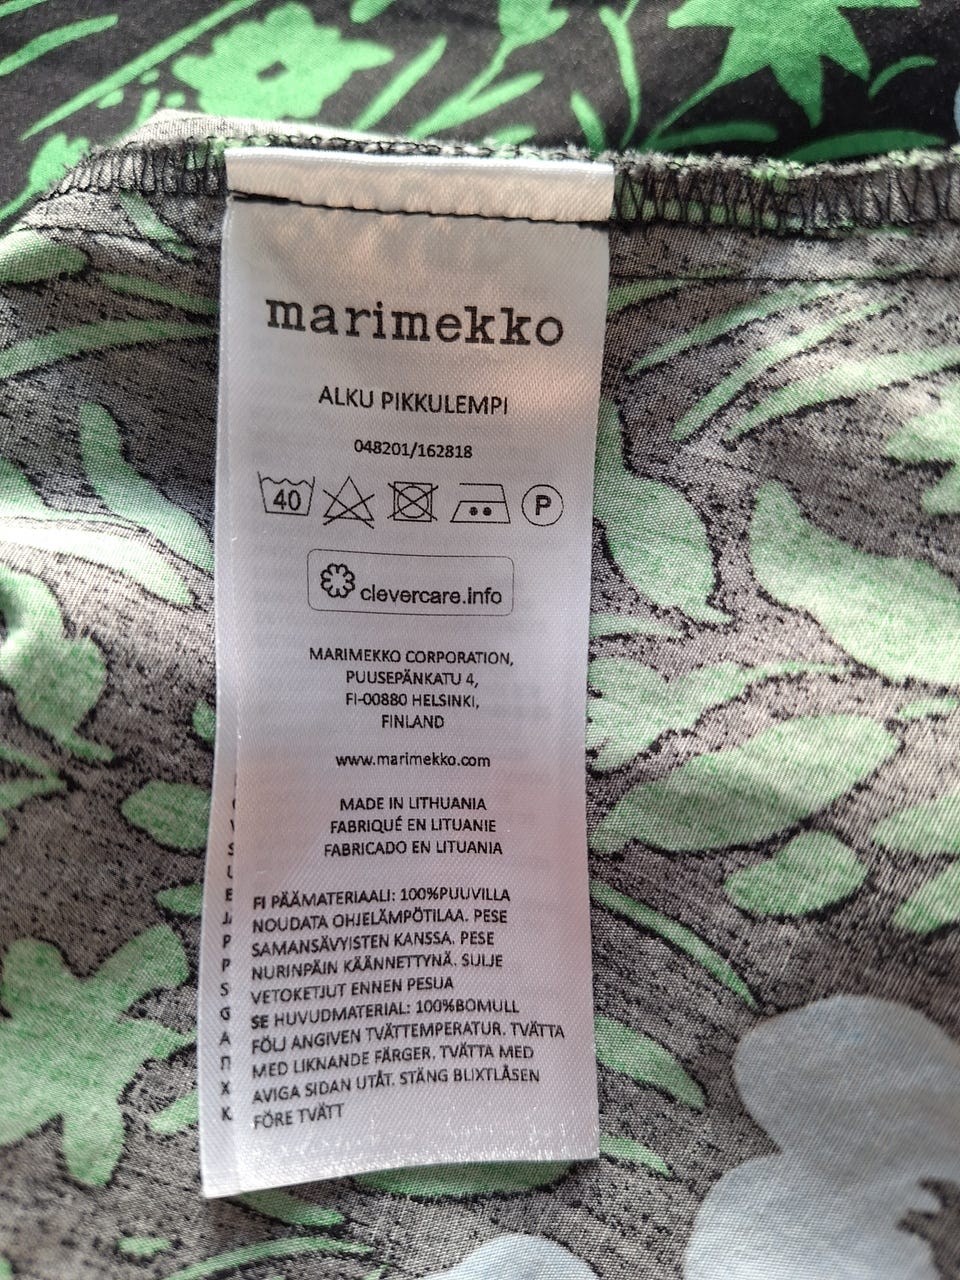 marimekko
ALKU PIKKULEMPI
048201/162818
40 P
clevercare.info
MARIMEKKO CORPORATION,
PUUSEPÄNKATU 4,
FI-00880 HELSINKI,
FINLAND
www.marimekko.com
MADE IN LITHUANIA
FABRIQUÉ EN LITUANIE
FABRICADO EN LITUANIA
FI PÄÄMATERIAALI: 100%PUUVILLA
NOUDATA OHJELÄMPÖTILAA. PESE
SAMANSÄVYISTEN KANSSA. PESE
NURINPÄIN KÄÄNNETTYNÄ. SULJE
VETOKETJUT ENNEN PESUA
SE HUVUDMATERIAL: 100%BOMULL
FÖLJ ANGIVEN TVÄTTEMPERATUR. TVÄTTA
MED LIKNANDE FÄRGER. TVÄTTA MED
AVIGA SIDAN UTÅT. STÄNG BLIXTLÅSEN
FÖRE TVÄTT